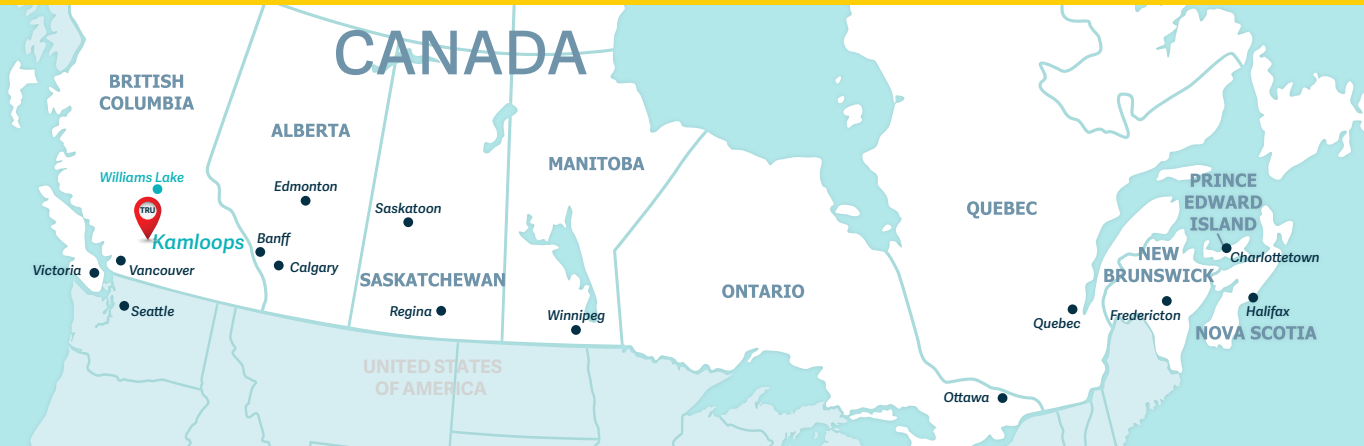 CANADA
BRITISH
COLUMBIA
ALBERTA
MANITOBA
Williams Lake
TRU
Kamloops
Edmonton
Saskatoon
Banff
Calgary
Victoria
Vancouver
Seattle
SASKATCHEWAN
Regina
Winnipeg
ONTARIO
QUEBEC
PRINCE
EDWARD
ISLAND
Charlottetown
NEW
BRUNSWICK
Fredericton
Halifax
NOVA SCOTIA
Quebec
Ottawa
UNITED STATES
OF AMERICA